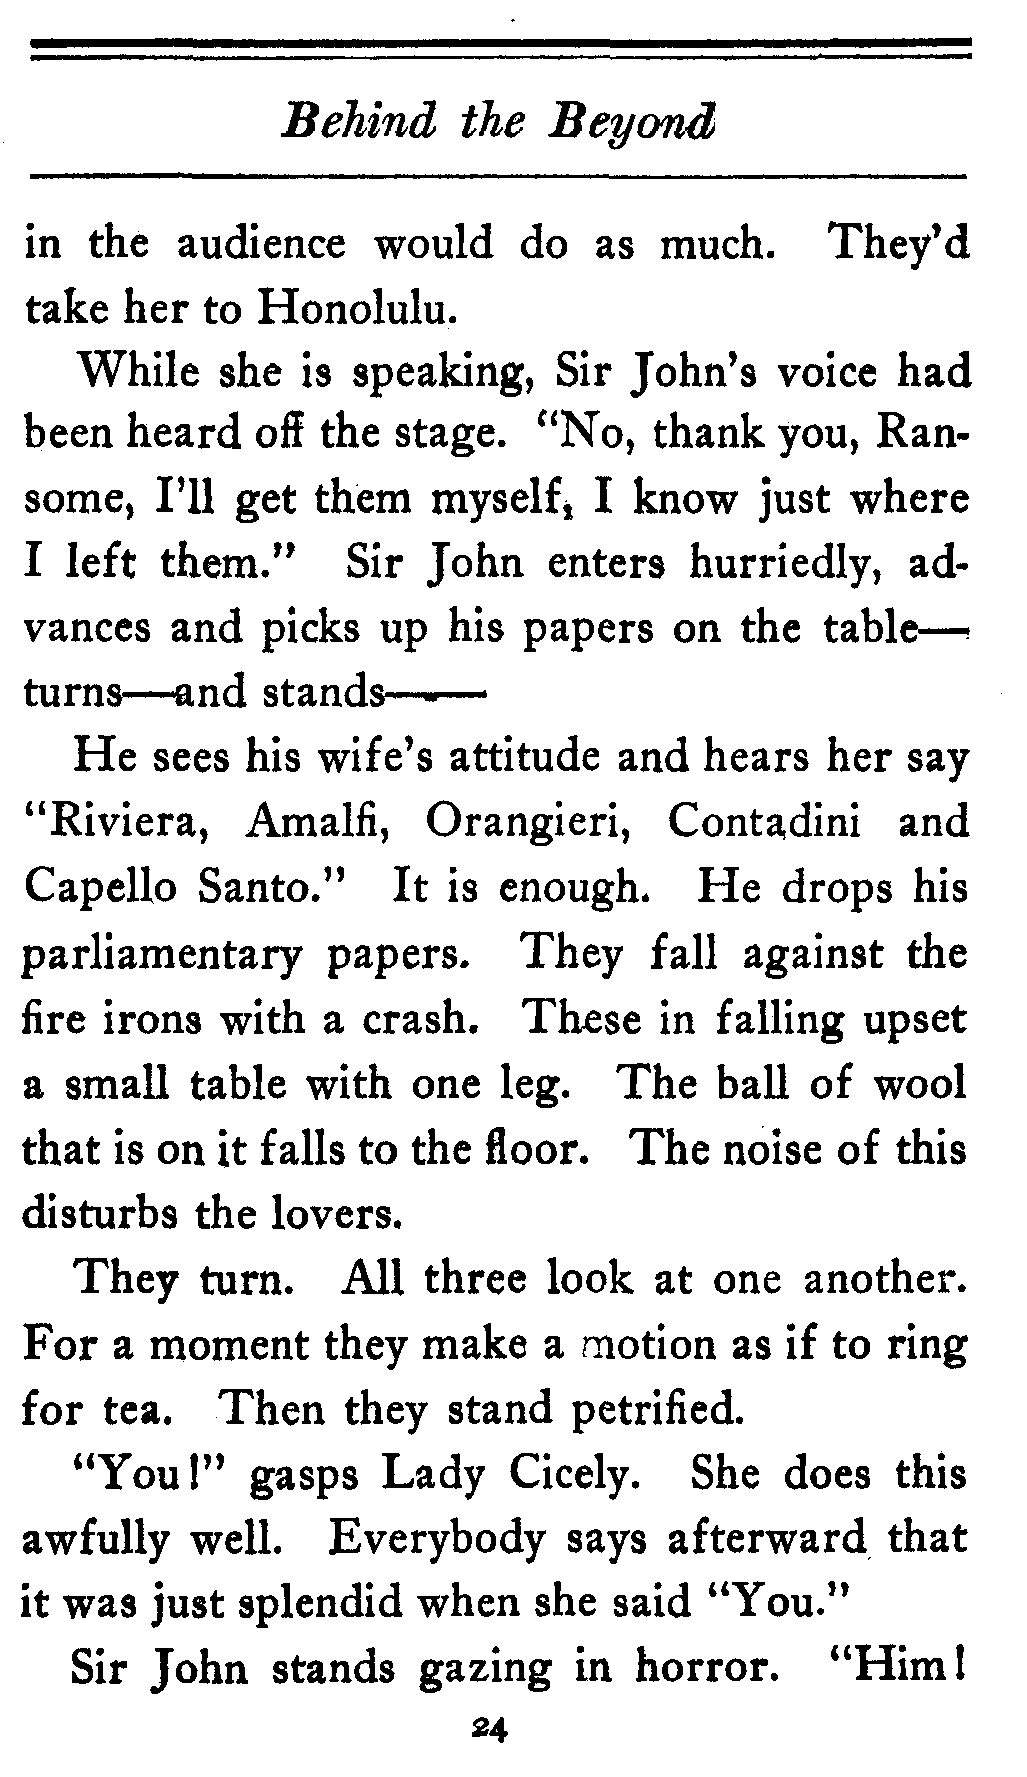 Behind the Beyond
in the audience would do as much. They'd
take her to Honolulu.
While she is speaking, Sir John's voice had
been heard off the stage. "No, thank you, Ran-
some, I'll get them myself, I know just where
I left them." Sir John enters hurriedly, ad-
vances and picks up his papers on the table—
turns—and stands——
He sees his wife's attitude and hears her say
"Riviera, Amalfi, Orangieri, Contadini and
Capello Santo." It is enough. He drops his
parliamentary papers. They fall against the
fire irons with a crash. These in falling upset
a small table with one leg. The ball of wool
that is on it falls to the floor. The noise of this
disturbs the lovers.
They turn. All three look at one another.
For a moment they make a motion as if to ring
for tea. Then they stand petrified.
"You!" gasps Lady Cicely. She does this
awfully well. Everybody says afterward that
it was just splendid when she said "You."
Sir John stands gazing in horror. "Him!
24